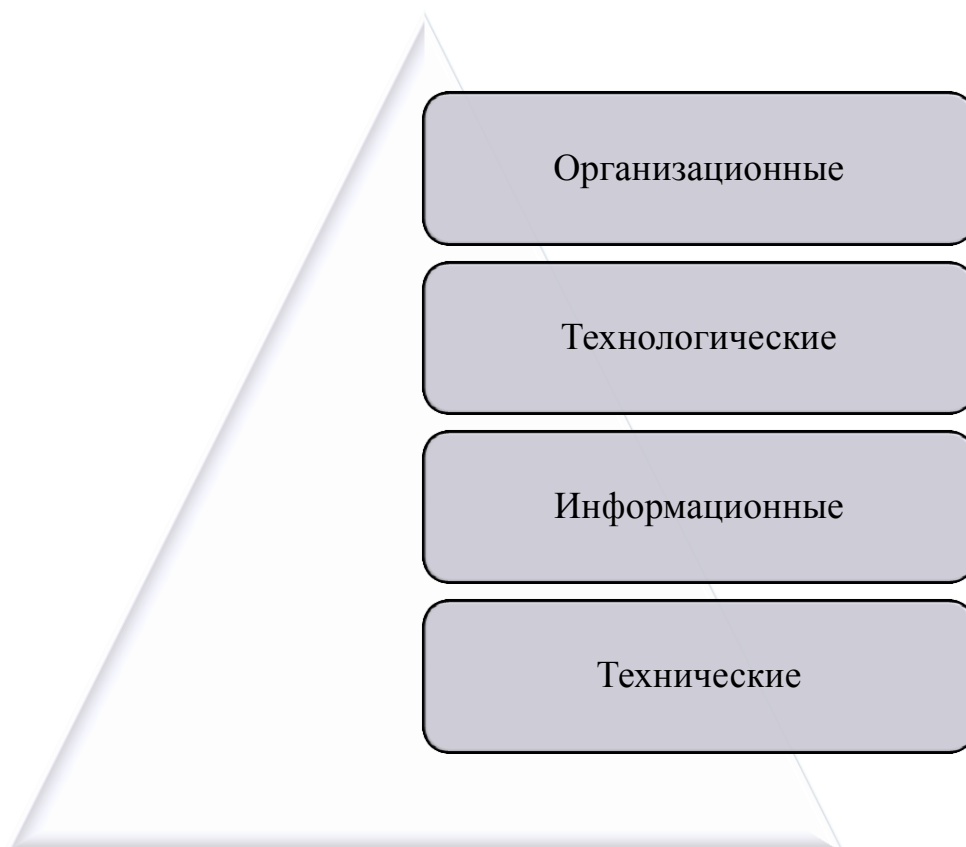 Организационные
Технологические
Информационные
Технические